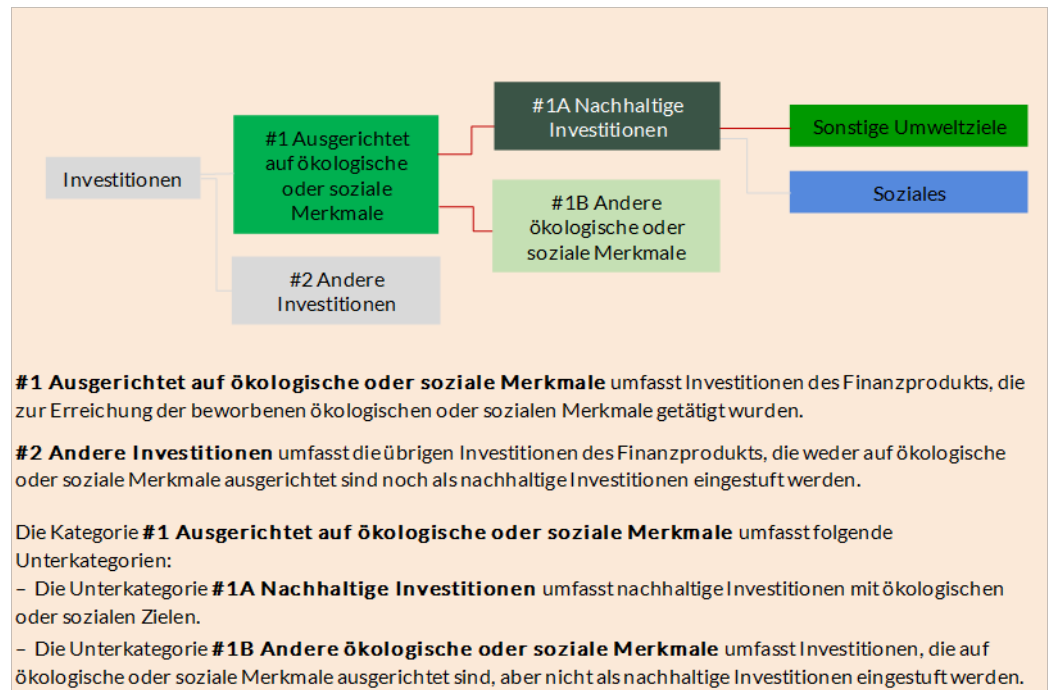 Investitionen
#1 Ausgerichtet
auf ökologische
oder soziale
Merkmale
#2 Andere
Investitionen
#1A Nachhaltige
Investitionen
#1B Andere
ökologische oder
soziale Merkmale
Sonstige Umweltziele
Soziales
#1 Ausgerichtet auf ökologische oder soziale Merkmale umfasst Investitionen des Finanzprodukts, die
zur Erreichung der beworbenen ökologischen oder sozialen Merkmale getätigt wurden.
#2 Andere Investitionen umfasst die übrigen Investitionen des Finanzprodukts, die weder auf ökologische
oder soziale Merkmale ausgerichtet sind noch als nachhaltige Investitionen eingestuft werden.
Die Kategorie #1 Ausgerichtet auf ökologische oder soziale Merkmale umfasst folgende
Unterkategorien:
– Die Unterkategorie #1A Nachhaltige Investitionen umfasst nachhaltige Investitionen mit ökologischen
oder sozialen Zielen.
– Die Unterkategorie #1B Andere ökologische oder soziale Merkmale umfasst Investitionen, die auf
ökologische oder soziale Merkmale ausgerichtet sind, aber nicht als nachhaltige Investitionen eingestuft werden.